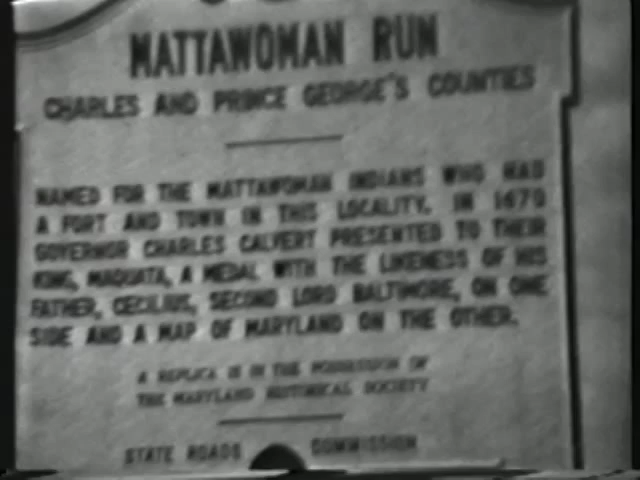 MATTAWOMAN RUN
CHARLES AND PRINCE GEORGE'S COUNTIES
NAMED FOR THE MATTAWOMAN INDIANS WHO HAD
A FORT AND TOWN IN THIS LOCALITY. IN 1670
GOVERNOR CHARLES CALVERT PRESENTED TO THEIR
KING, MAQUATA, A MEDAL WITH THE LIKENESS OF HIS
FATHER, CECILIUS, SECOND LORD BALTIMORE, ON ONE
SIDE AND A MAP OF MARYLAND ON THE OTHER.
A REPLICA IS IN THE POSSESSION OF
THE MARYLAND HISTORICAL SOCIETY
STATE ROADS COMMISSION